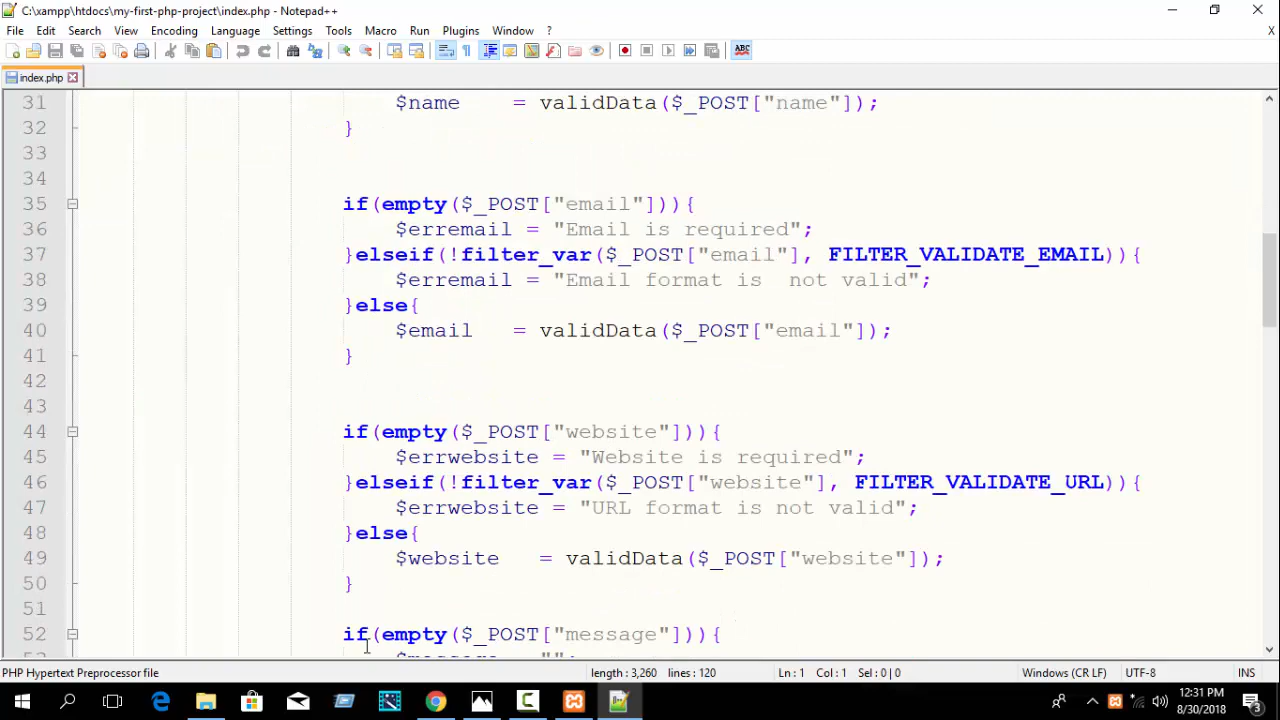 C:\xampp\htdocs\my-first-php-project\index.php - Notepad++
File Edit Search View Encoding Language Settings Tools Macro Run Plugins Window ? X
ABC
index.php
31 $name = validData($_POST["name"]);
32 }
33
34
35 if(empty($_POST["email"])){
36 $erremail = "Email is required";
37 }elseif(!filter_var($_POST["email"], FILTER_VALIDATE_EMAIL)){
38 $erremail = "Email format is  not valid";
39 }else{
40 $email = validData($_POST["email"]);
41 }
42
43
44 if(empty($_POST["website"])){
45 $errwebsite = "Website is required";
46 }elseif(!filter_var($_POST["website"], FILTER_VALIDATE_URL)){
47 $errwebsite = "URL format is not valid";
48 }else{
49 $website = validData($_POST["website"]);
50 }
51
52 if(empty($_POST["message"])){
PHP Hypertext Preprocessor file length : 3,260 lines : 120 Ln : 1 Col : 1 Sel : 0 | 0 Windows (CR LF) UTF-8 INS
12:31 PM
8/30/2018
3